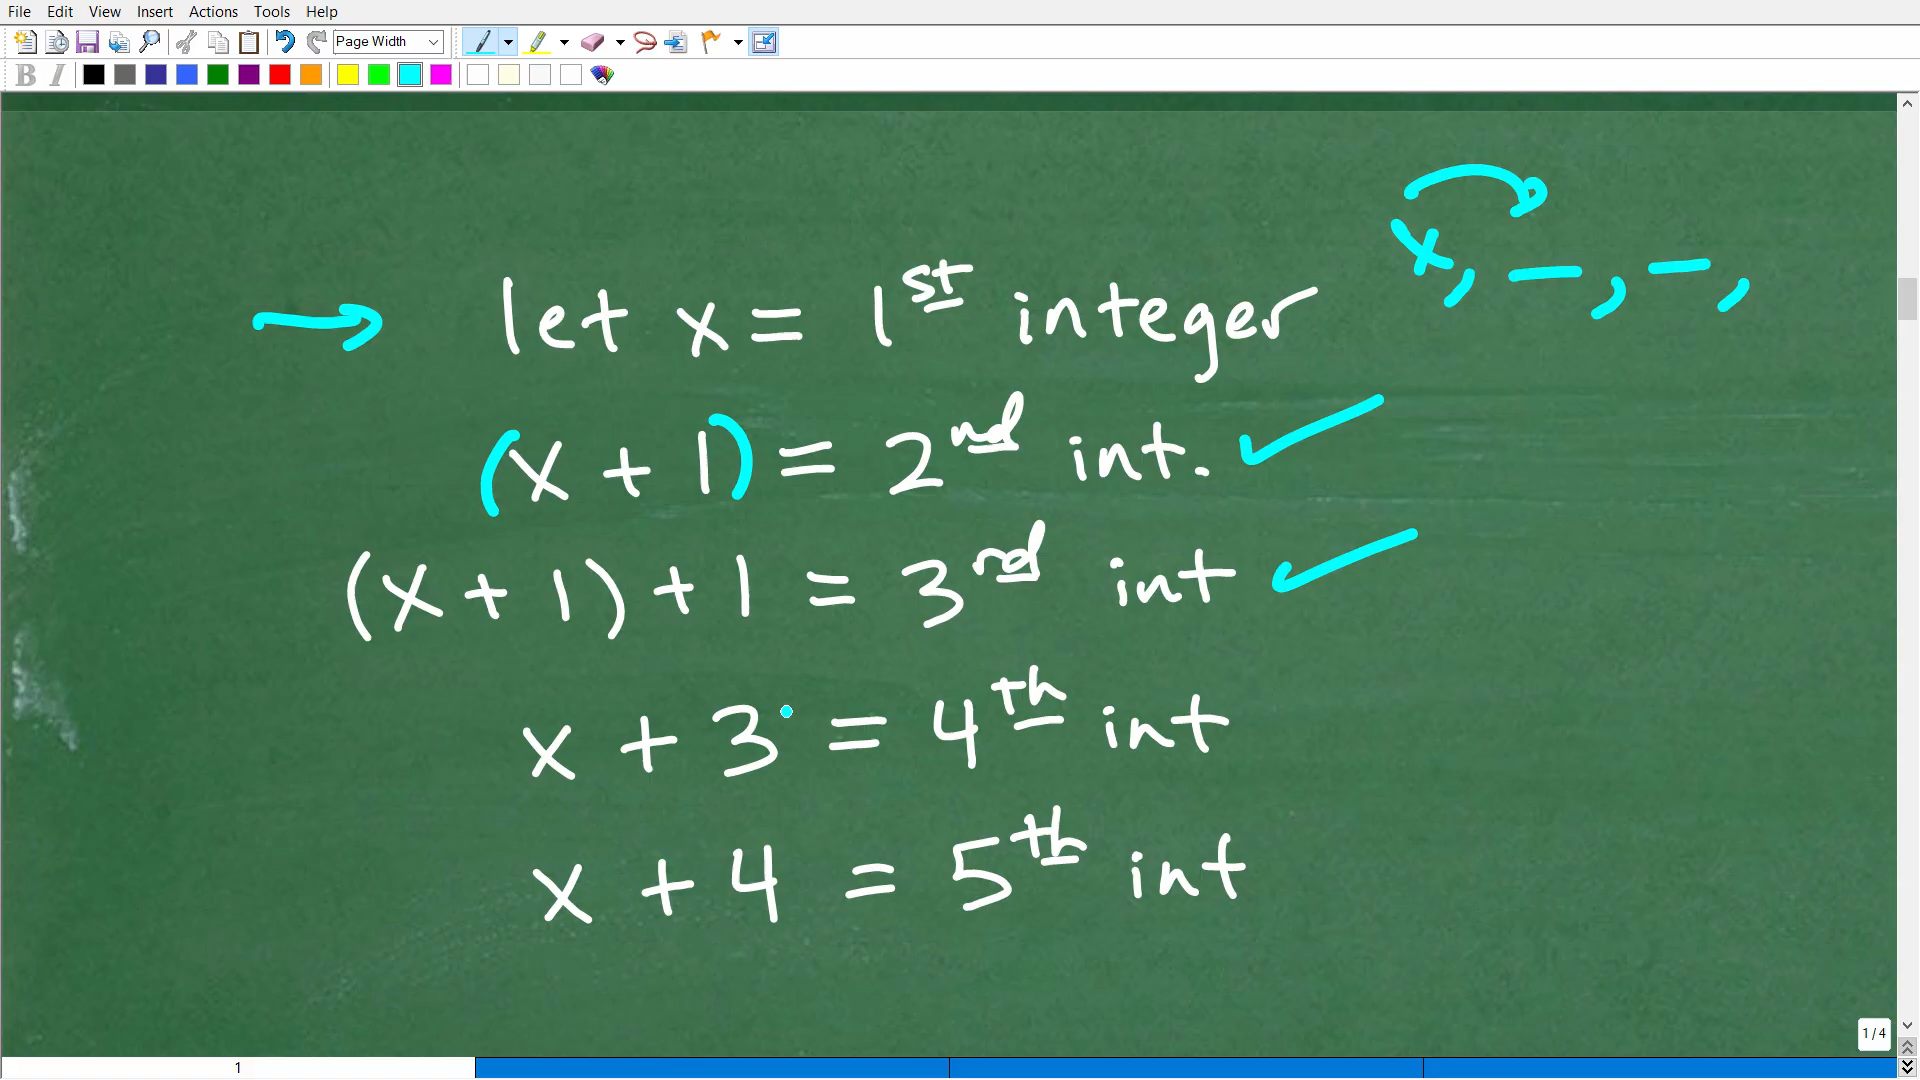 File Edit View Insert Actions Tools Help
Page Width
B I
x, _, _,
let x = 1st integer
(x + 1) = 2nd int.
(x + 1) + 1 = 3rd int
x + 3 = 4th int
x + 4 = 5th int
1 / 4
1